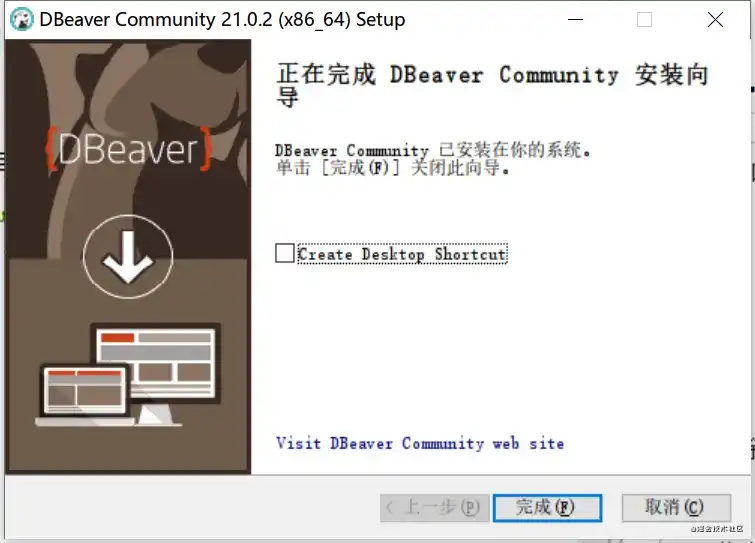 DBeaver Community 21.0.2 (x86_64) Setup
{DBeaver}
正在完成 DBeaver Community 安装向
导
DBeaver Community 已安装在你的系统。
单击 [完成(F)] 关闭此向导。
Create Desktop Shortcut
Visit DBeaver Community web site
< 上一步(P)
完成(F)
取消(C)
@掘金技术社区